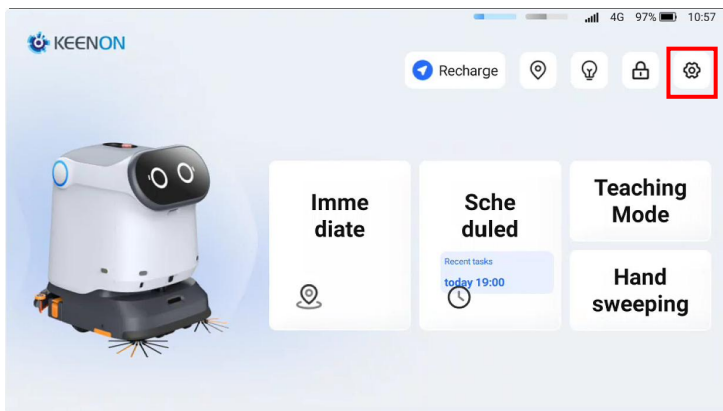 4G 97% 10:57
KEENON
Recharge
Imme
diate
Sche
duled
Recent tasks
today 19:00
Teaching
Mode
Hand
sweeping